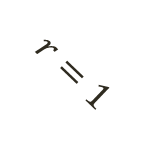 r = 1